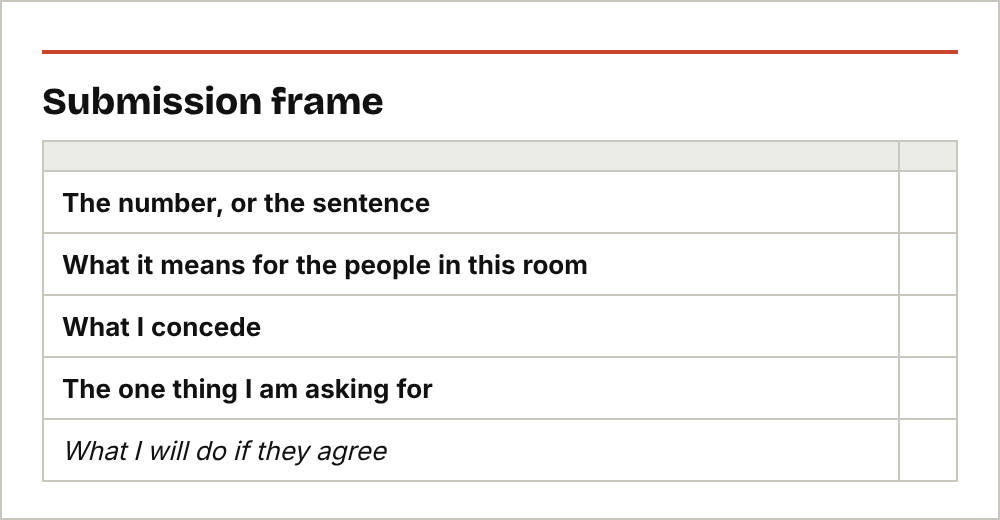 Submission frame
The number, or the sentence
What it means for the people in this room
What I concede
The one thing I am asking for
What I will do if they agree